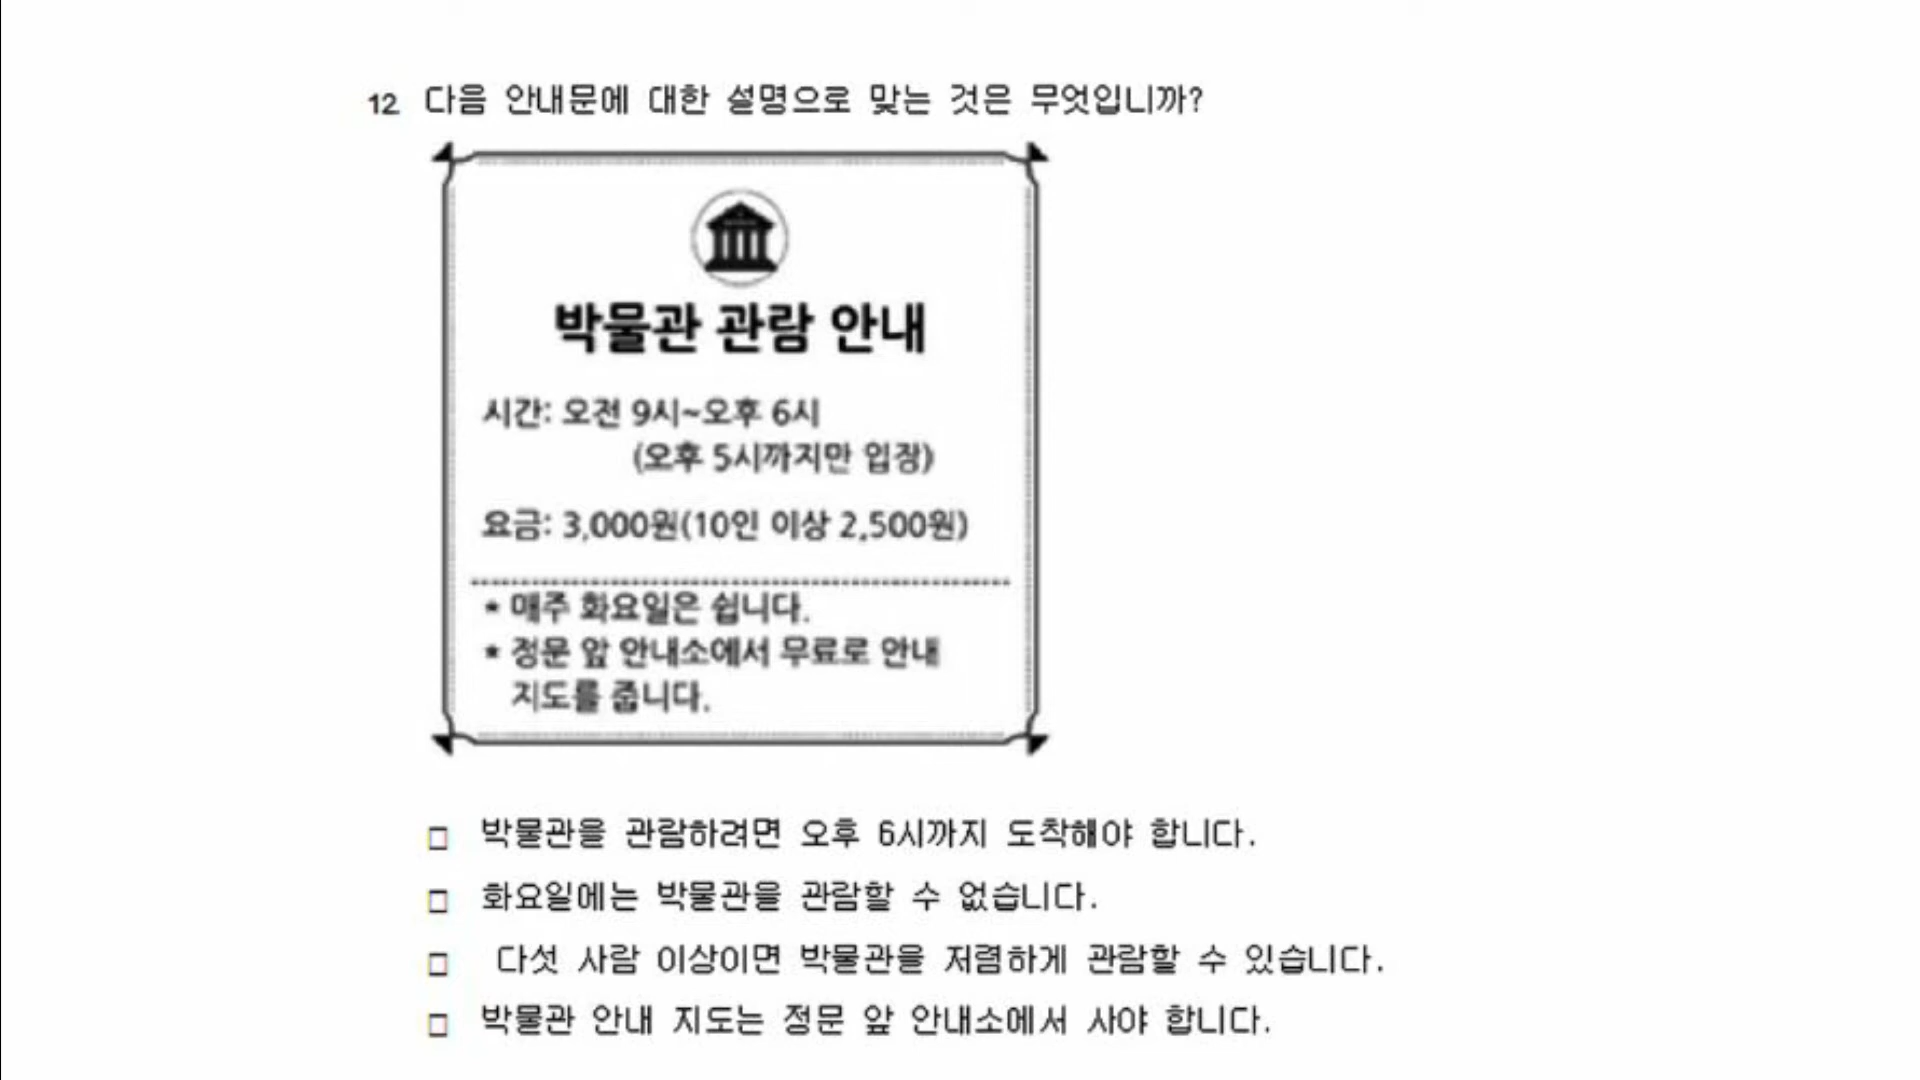 12 다음 안내문에 대한 설명으로 맞는 것은 무엇입니까?
박물관 관람 안내
시간: 오전 9시~오후 6시
(오후 5시까지만 입장)
요금: 3,000원(10인 이상 2,500원)
* 매주 화요일은 쉽니다.
* 정문 앞 안내소에서 무료로 안내
지도를 줍니다.
□ 박물관을 관람하려면 오후 6시까지 도착해야 합니다.
□ 화요일에는 박물관을 관람할 수 없습니다.
□ 다섯 사람 이상이면 박물관을 저렴하게 관람할 수 있습니다.
□ 박물관 안내 지도는 정문 앞 안내소에서 사야 합니다.